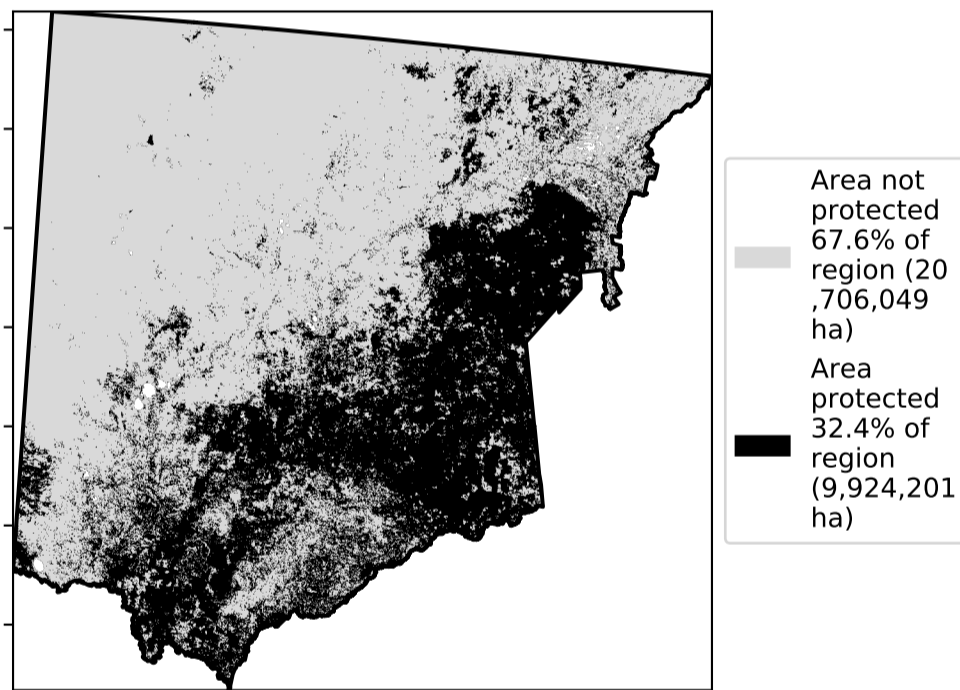 Area not
protected
67.6% of
region (20
,706,049
ha)
Area
protected
32.4% of
region
(9,924,201
ha)